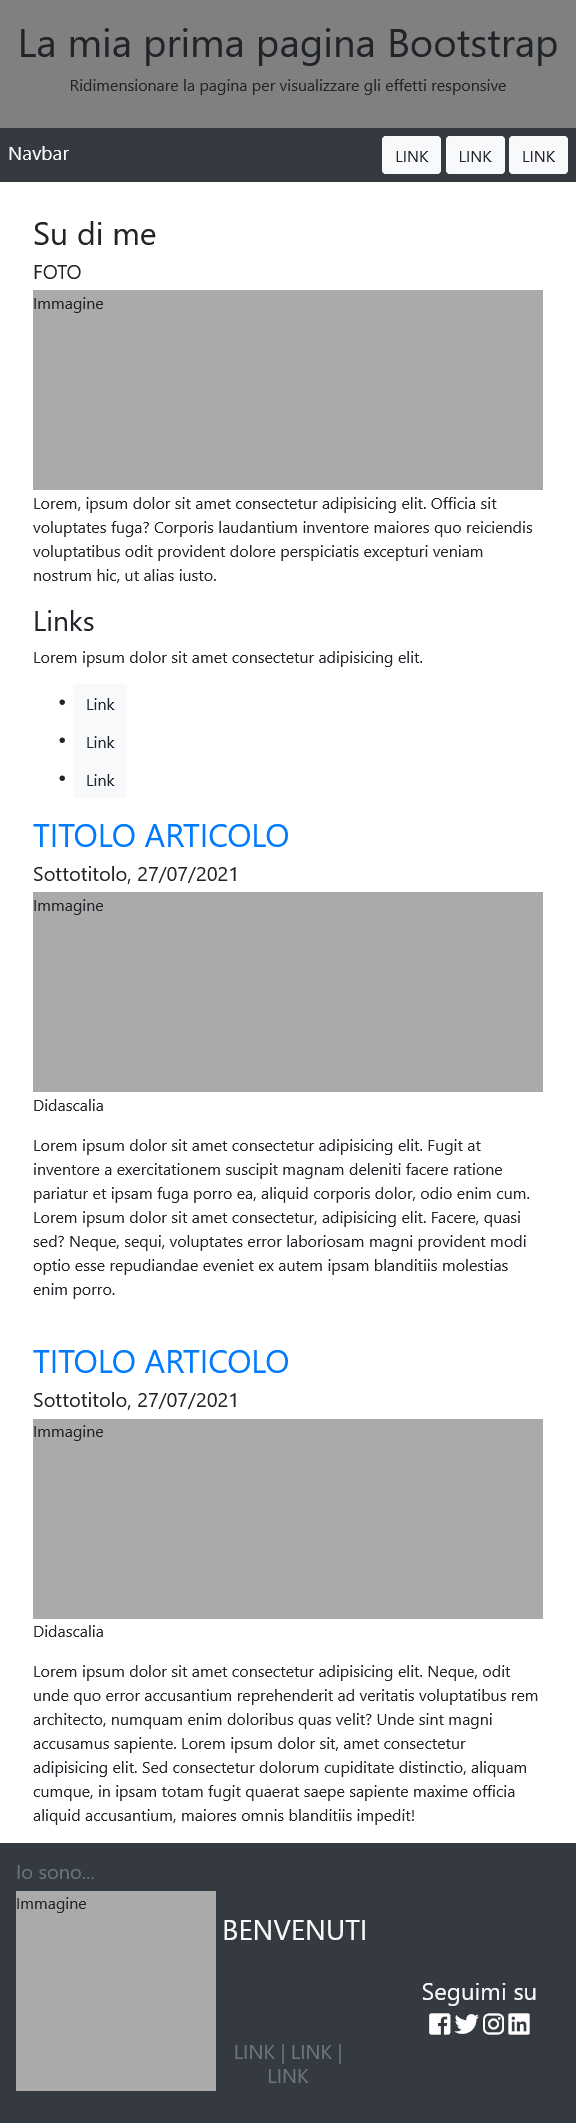 La mia prima pagina Bootstrap
Ridimensionare la pagina per visualizzare gli effetti responsive
Navbar
LINK LINK LINK
Su di me
FOTO
Immagine
Lorem, ipsum dolor sit amet consectetur adipisicing elit. Officia sit
voluptates fuga? Corporis laudantium inventore maiores quo reiciendis
voluptatibus odit provident dolore perspiciatis excepturi veniam
nostrum hic, ut alias iusto.
Links
Lorem ipsum dolor sit amet consectetur adipisicing elit.
• Link
• Link
• Link
TITOLO ARTICOLO
Sottotitolo, 27/07/2021
Immagine
Didascalia
Lorem ipsum dolor sit amet consectetur adipisicing elit. Fugit at
inventore a exercitationem suscipit magnam deleniti facere ratione
pariatur et ipsam fuga porro ea, aliquid corporis dolor, odio enim cum.
Lorem ipsum dolor sit amet consectetur, adipisicing elit. Facere, quasi
sed? Neque, sequi, voluptates error laboriosam magni provident modi
optio esse repudiandae eveniet ex autem ipsam blanditiis molestias
enim porro.
TITOLO ARTICOLO
Sottotitolo, 27/07/2021
Immagine
Didascalia
Lorem ipsum dolor sit amet consectetur adipisicing elit. Neque, odit
unde quo error accusantium reprehenderit ad veritatis voluptatibus rem
architecto, numquam enim doloribus quas velit? Unde sint magni
accusamus sapiente. Lorem ipsum dolor sit, amet consectetur
adipisicing elit. Sed consectetur dolorum cupiditate distinctio, aliquam
cumque, in ipsam totam fugit quaerat saepe sapiente maxime officia
aliquid accusantium, maiores omnis blanditiis impedit!
Io sono...
Immagine
BENVENUTI
LINK | LINK |
LINK
Seguimi su